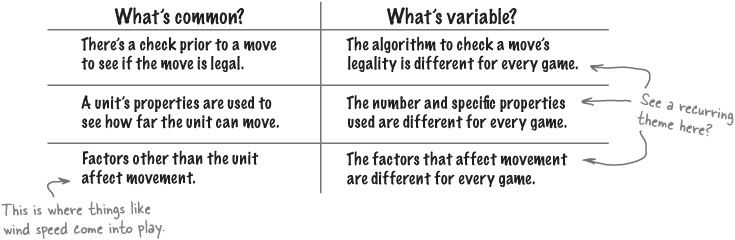 What's common?
What's variable?
There's a check prior to a move
to see if the move is legal.
The algorithm to check a move's
legality is different for every game.
A unit's properties are used to
see how far the unit can move.
The number and specific properties
used are different for every game.
See a recurring
theme here?
Factors other than the unit
affect movement.
The factors that affect movement
are different for every game.
This is where things like
wind speed come into play.